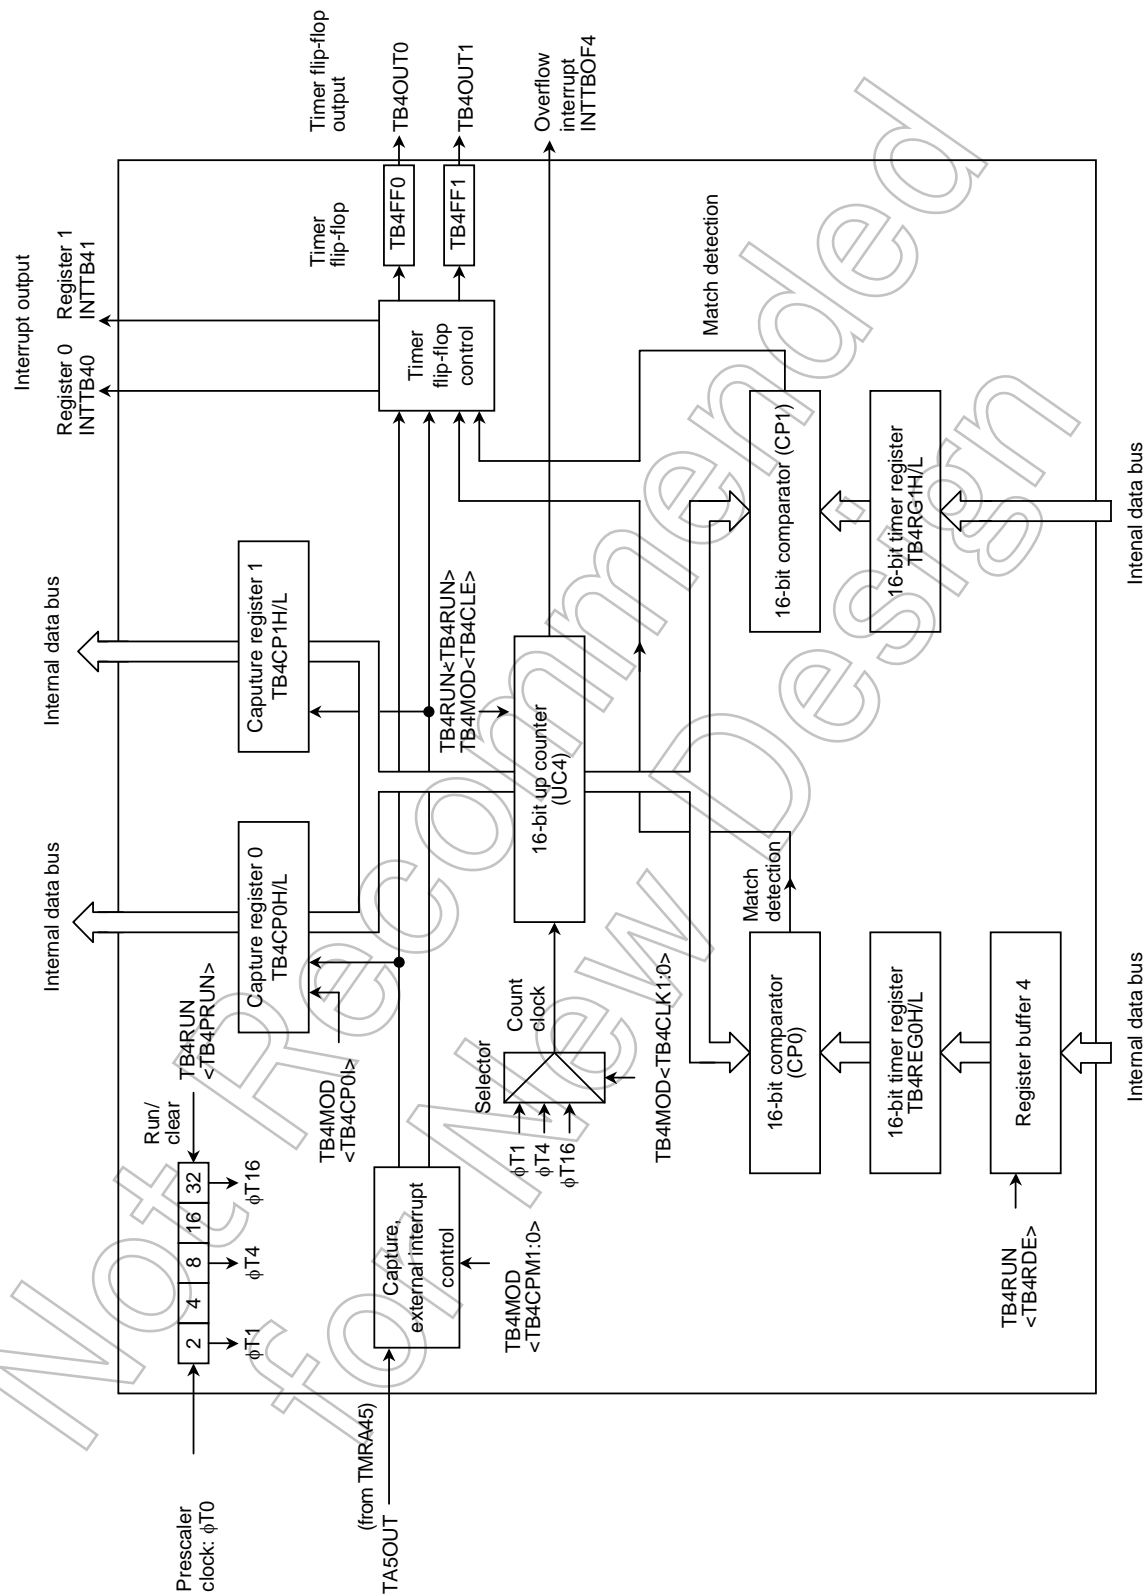 Prescaler
clock: φT0
2 4 8 16 32
φT1
φT4
φT16
Run/
clear
TB4RUN
<TB4PRUN>
Internal data bus
Internal data bus
Interrupt output
Register 0
INTTB40
Register 1
INTTB41
(from TMRA45)
TA5OUT
Capture,
external interrupt
control
TB4MOD
<TB4CPM1:0>
TB4MOD
<TB4CP0I>
Capture register 0
TB4CP0H/L
Caputure register 1
TB4CP1H/L
Timer
flip-flop
control
Timer
flip-flop
TB4FF0
TB4FF1
Timer flip-flop
output
TB4OUT0
TB4OUT1
Overflow
interrupt
INTTBOF4
TB4RUN<TB4RUN>
TB4MOD<TB4CLE>
Selector
φT1
φT4
φT16
Count
clock
TB4MOD<TB4CLK1:0>
16-bit up counter
(UC4)
Match
detection
Match detection
16-bit comparator
(CP0)
16-bit comparator (CP1)
16-bit timer register
TB4REG0H/L
16-bit timer register
TB4RG1H/L
Register buffer 4
TB4RUN
<TB4RDE>
Internal data bus
Intenal data bus
Not Recommended
for New Design